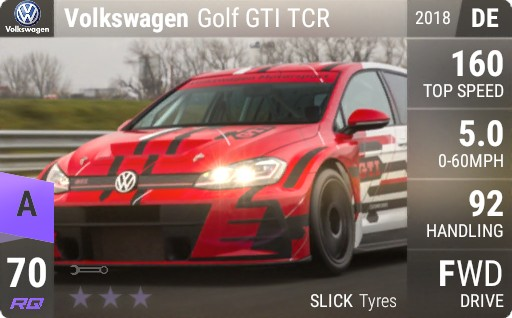 Volkswagen Golf GTI TCR
2018 DE
Volkswagen
160
TOP SPEED
5.0
0-60MPH
92
HANDLING
FWD
DRIVE
A
70
RQ
GTI
SLICK Tyres